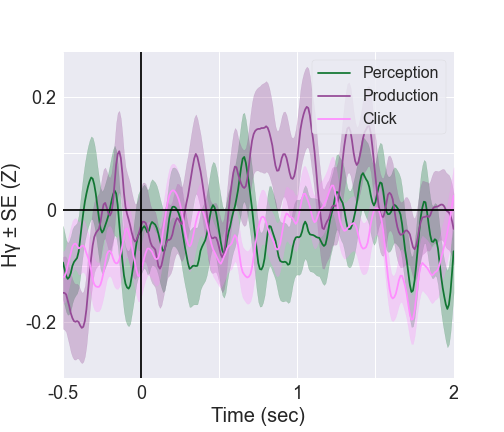 Perception
Production
Click
0.2
0
-0.2
Hγ ± SE (Z)
-0.5
0
1
2
Time (sec)